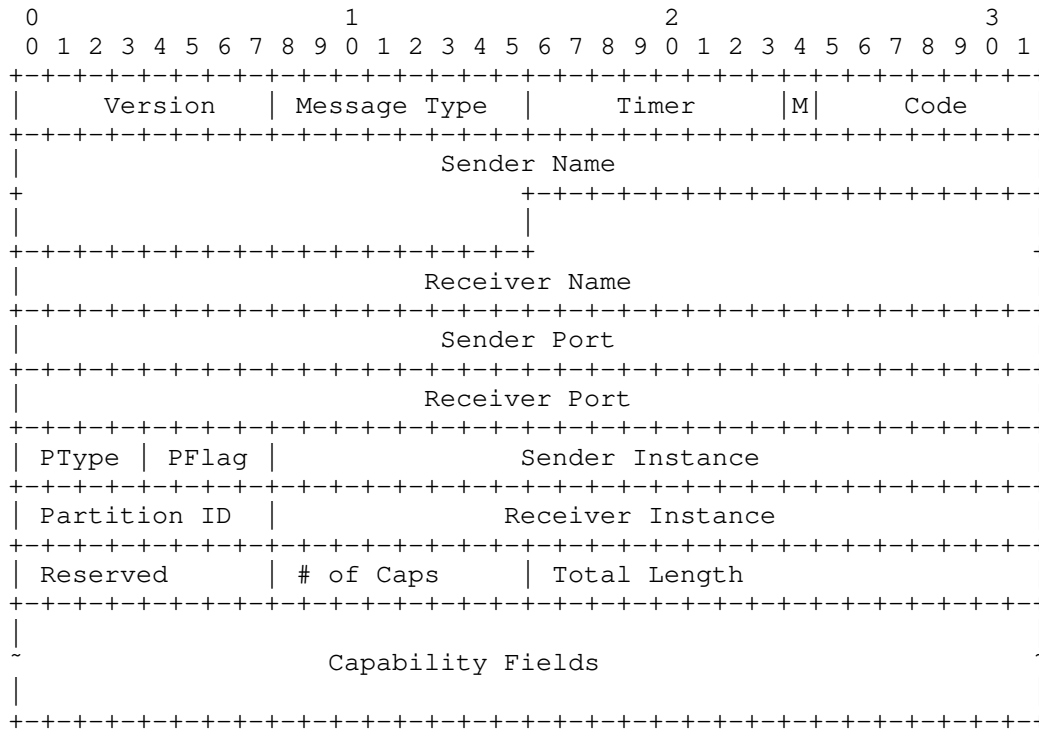 0                   1                   2                   3
0 1 2 3 4 5 6 7 8 9 0 1 2 3 4 5 6 7 8 9 0 1 2 3 4 5 6 7 8 9 0 1
Version | Message Type | Timer |M| Code
Sender Name
Receiver Name
Sender Port
Receiver Port
PType | PFlag | Sender Instance
Partition ID | Receiver Instance
Reserved | # of Caps | Total Length
~ Capability Fields ~